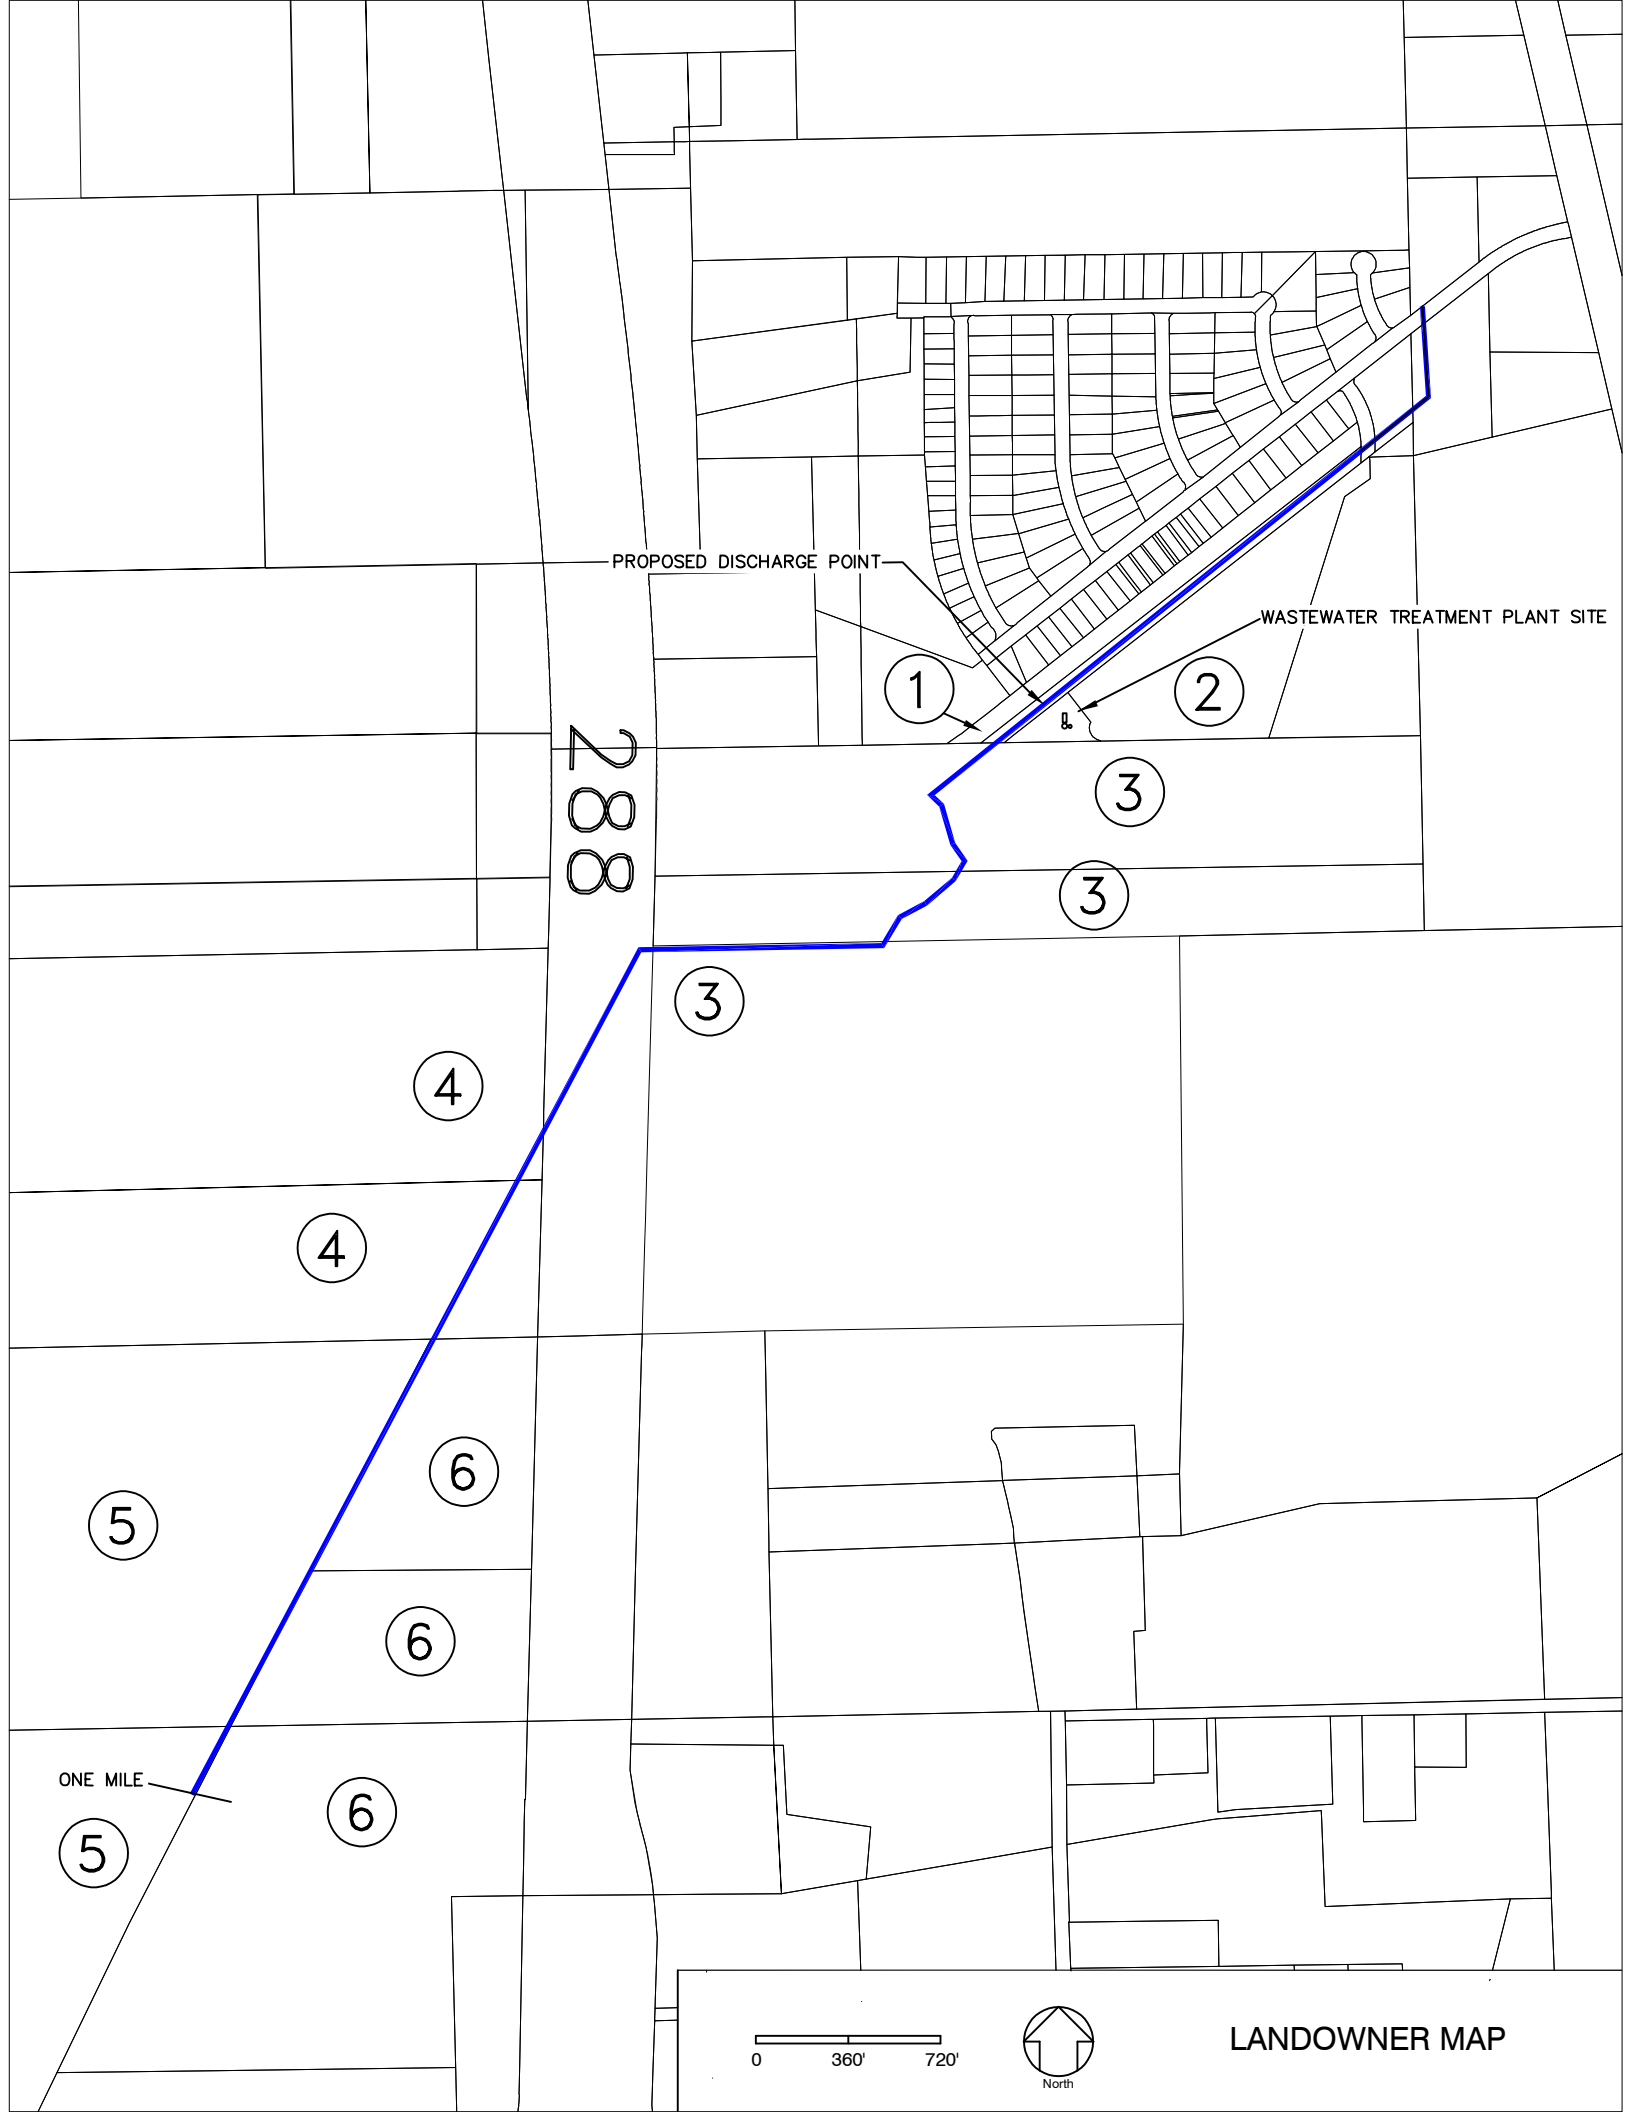 PROPOSED DISCHARGE POINT
WASTEWATER TREATMENT PLANT SITE
1
2
288
3
3
3
4
4
6
5
6
ONE MILE
6
5
0 360' 720'
North
LANDOWNER MAP